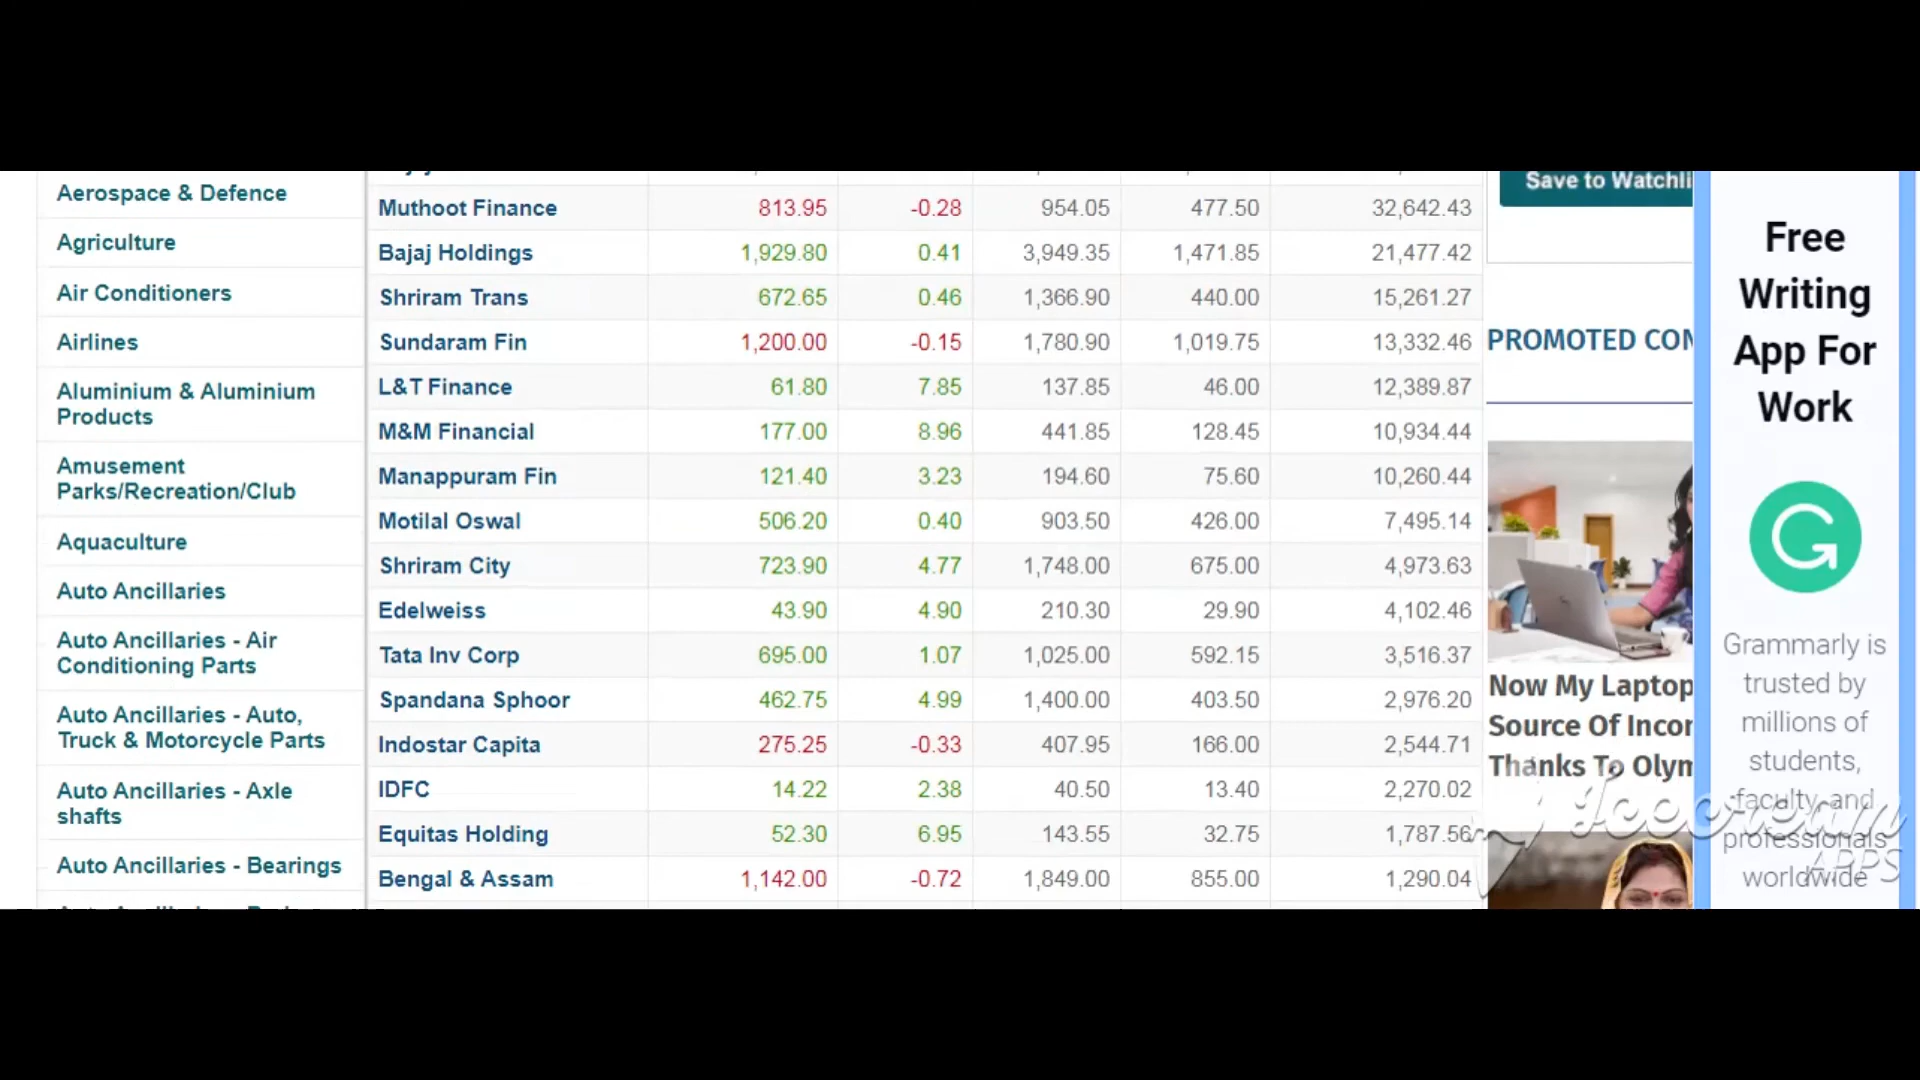 Aerospace & Defence
Agriculture
Air Conditioners
Airlines
Aluminium & Aluminium
Products
Amusement
Parks/Recreation/Club
Aquaculture
Auto Ancillaries
Auto Ancillaries - Air
Conditioning Parts
Auto Ancillaries - Auto,
Truck & Motorcycle Parts
Auto Ancillaries - Axle
shafts
Auto Ancillaries - Bearings
Muthoot Finance 813.95 -0.28 954.05 477.50 32,642.43
Bajaj Holdings 1,929.80 0.41 3,949.35 1,471.85 21,477.42
Shriram Trans 672.65 0.46 1,366.90 440.00 15,261.27
Sundaram Fin 1,200.00 -0.15 1,780.90 1,019.75 13,332.46
L&T Finance 61.80 7.85 137.85 46.00 12,389.87
M&M Financial 177.00 8.96 441.85 128.45 10,934.44
Manappuram Fin 121.40 3.23 194.60 75.60 10,260.44
Motilal Oswal 506.20 0.40 903.50 426.00 7,495.14
Shriram City 723.90 4.77 1,748.00 675.00 4,973.63
Edelweiss 43.90 4.90 210.30 29.90 4,102.46
Tata Inv Corp 695.00 1.07 1,025.00 592.15 3,516.37
Spandana Sphoor 462.75 4.99 1,400.00 403.50 2,976.20
Indostar Capita 275.25 -0.33 407.95 166.00 2,544.71
IDFC 14.22 2.38 40.50 13.40 2,270.02
Equitas Holding 52.30 6.95 143.55 32.75 1,787.56
Bengal & Assam 1,142.00 -0.72 1,849.00 855.00 1,290.04
Save to Watchli
PROMOTED CON
Now My Laptop
Source Of Incor
Thanks To Olym
Free
Writing
App For
Work
Grammarly is
trusted by
millions of
students,
faculty and
professionals
worldwide
Icecream
APPS